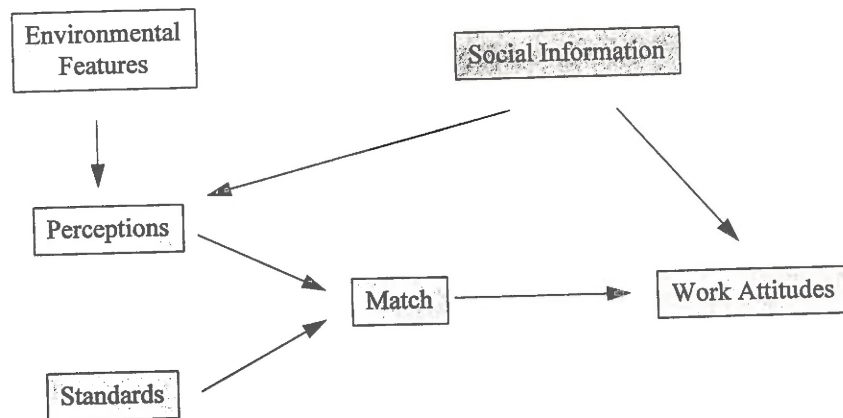 Environmental
Features
Social Information
Perceptions
Match
Work Attitudes
Standards